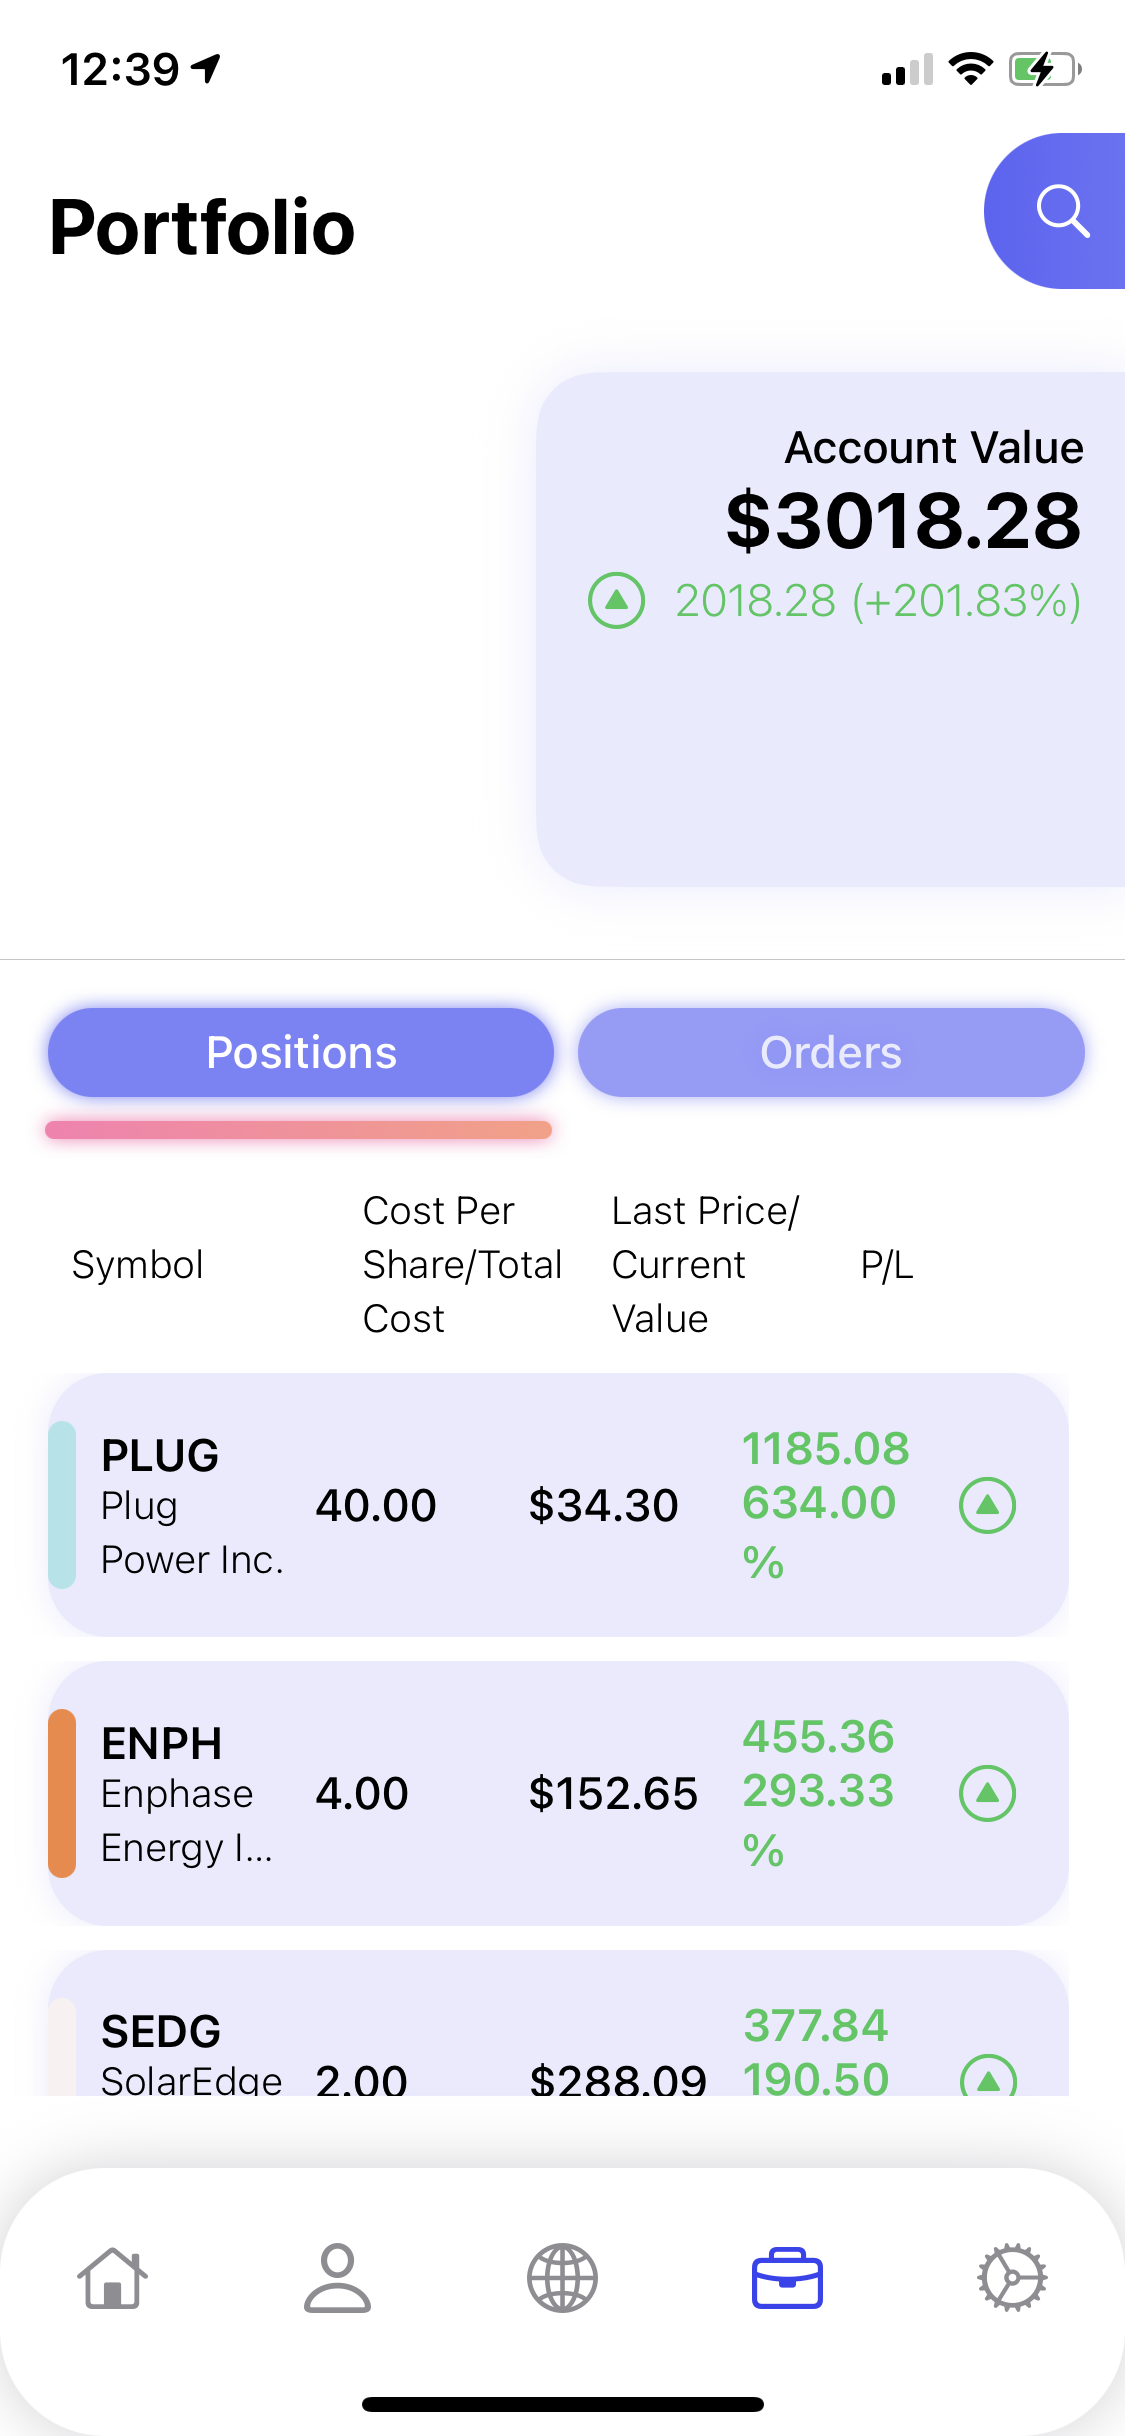 12:39
Portfolio
Account Value
$3018.28
2018.28 (+201.83%)
Positions
Orders
Symbol
Cost Per
Share/Total
Cost
Last Price/
Current
Value
P/L
PLUG
Plug
Power Inc.
40.00
$34.30
1185.08
634.00
%
ENPH
Enphase
Energy I...
4.00
$152.65
455.36
293.33
%
SEDG
SolarEdge
2.00
$288.09
377.84
190.50